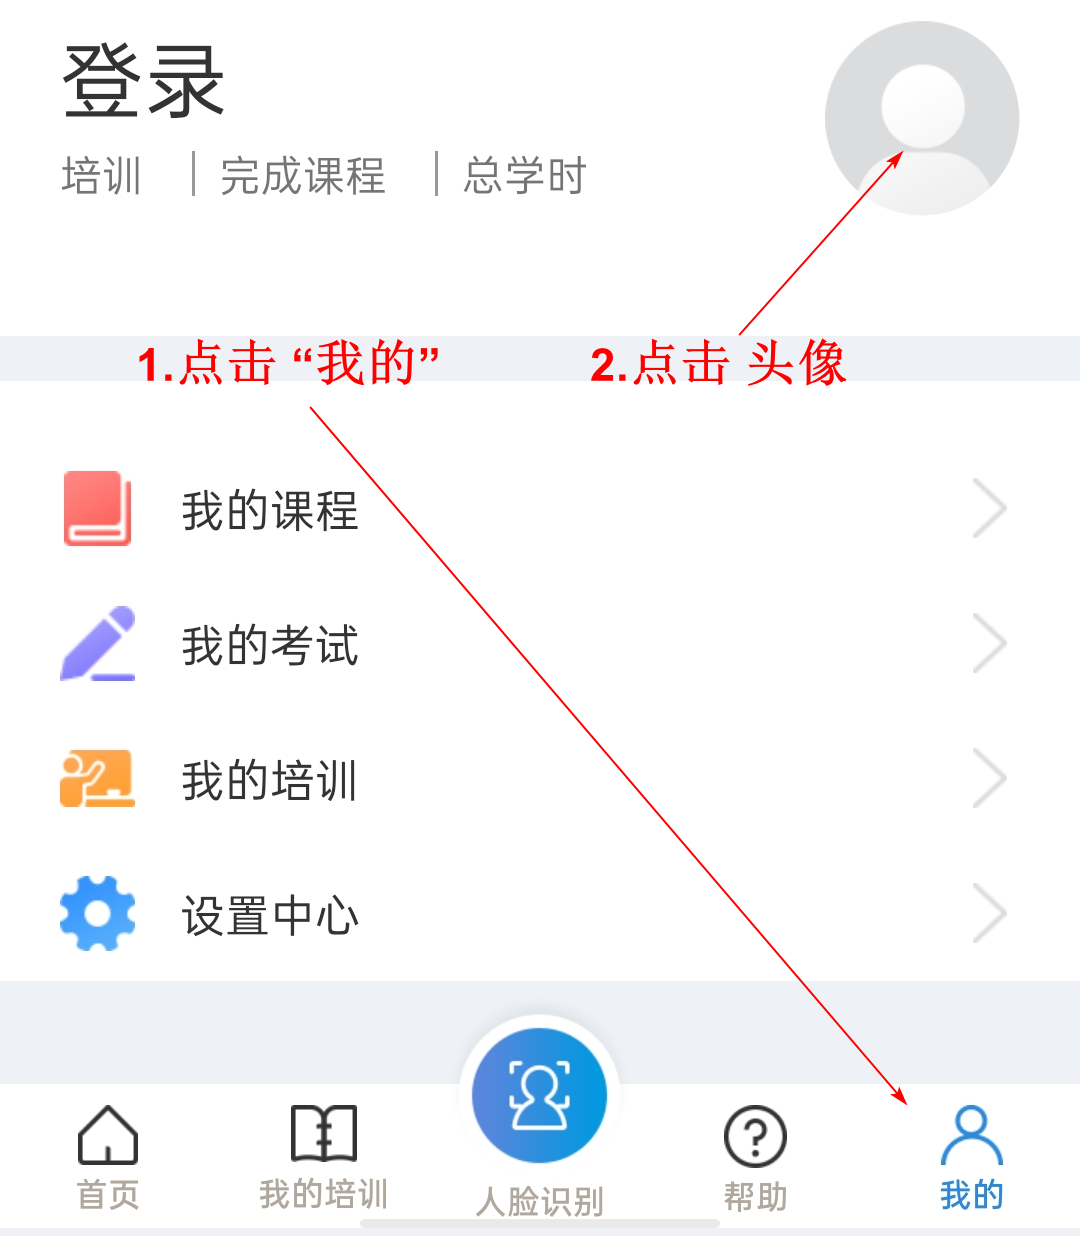 登录
培训 完成课程 总学时
1.点击 “我的” 2.点击 头像
我的课程
我的考试
我的培训
设置中心
首页 我的培训 人脸识别 帮助 我的